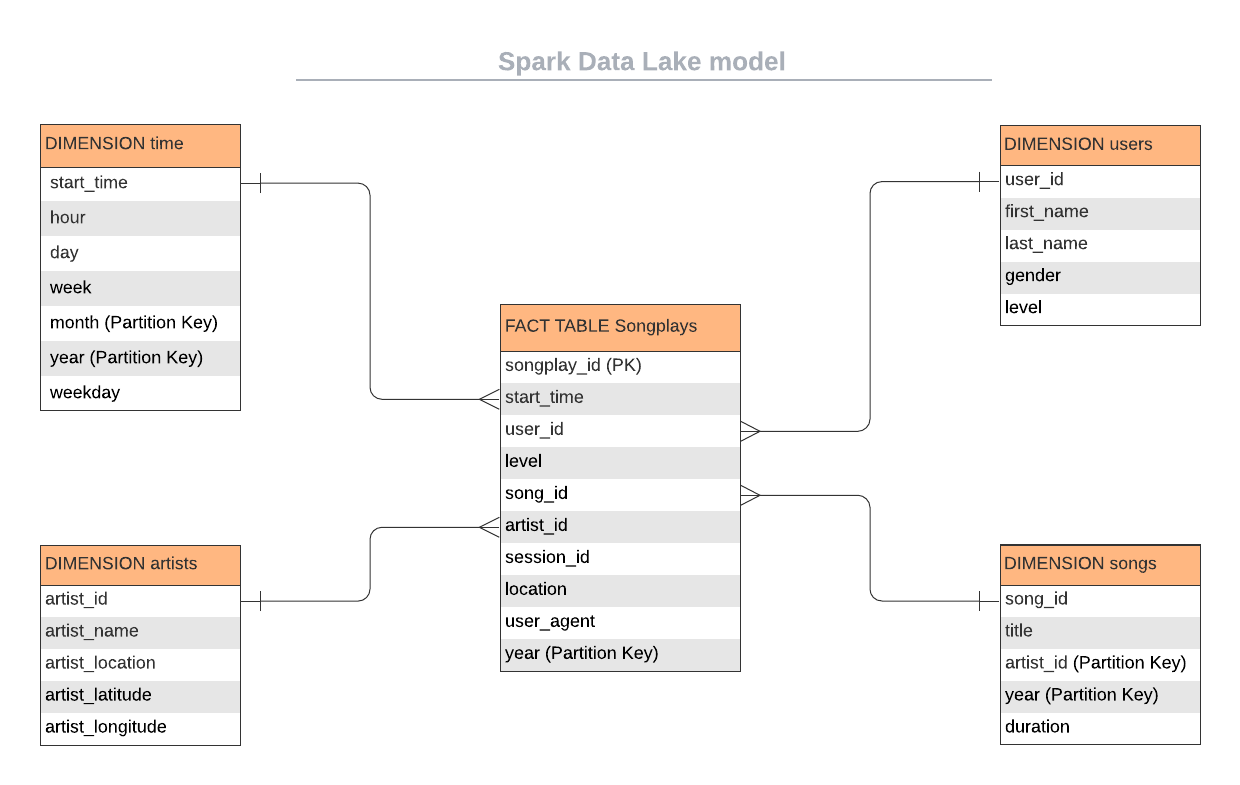 Spark Data Lake model
DIMENSION time
start_time
hour
day
week
month (Partition Key)
year (Partition Key)
weekday
DIMENSION users
user_id
first_name
last_name
gender
level
FACT TABLE Songplays
songplay_id (PK)
start_time
user_id
level
song_id
artist_id
session_id
location
user_agent
year (Partition Key)
DIMENSION artists
artist_id
artist_name
artist_location
artist_latitude
artist_longitude
DIMENSION songs
song_id
title
artist_id (Partition Key)
year (Partition Key)
duration